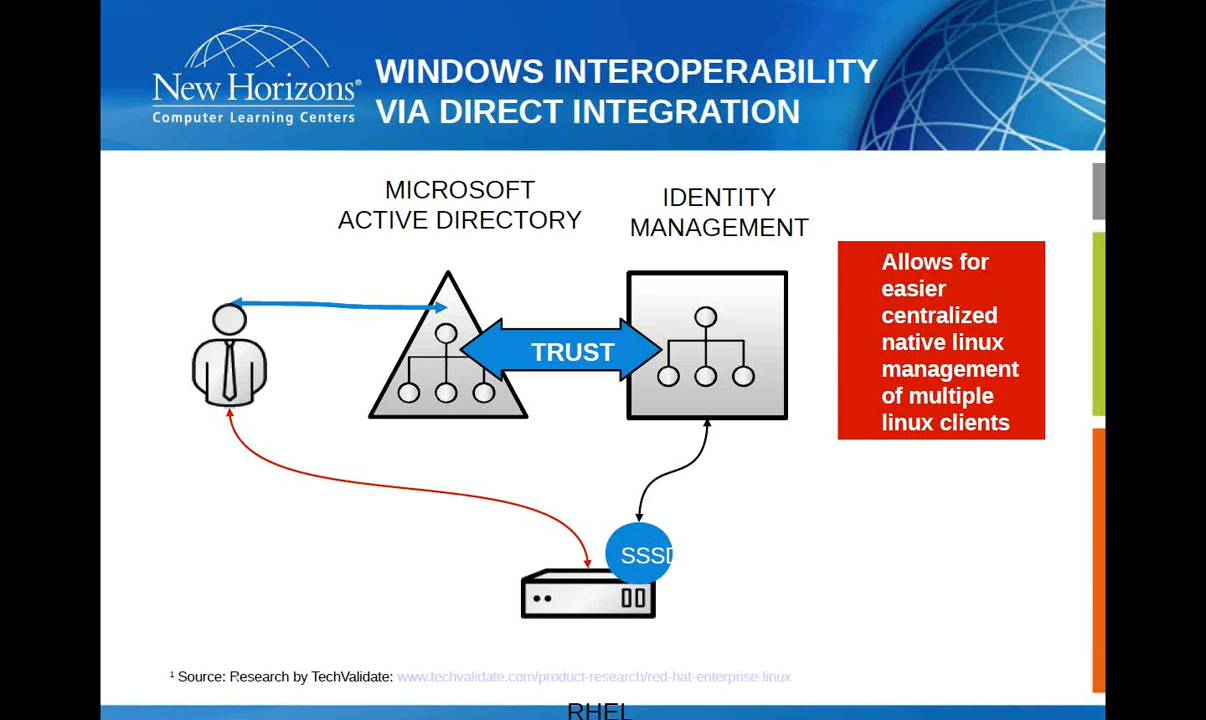 New Horizons®
Computer Learning Centers
WINDOWS INTEROPERABILITY
VIA DIRECT INTEGRATION
MICROSOFT
ACTIVE DIRECTORY
IDENTITY
MANAGEMENT
Allows for
easier
centralized
native linux
management
of multiple
linux clients
TRUST
SSSD
¹ Source: Research by TechValidate: www.techvalidate.com/product-research/red-hat-enterprise-linux
RHEL